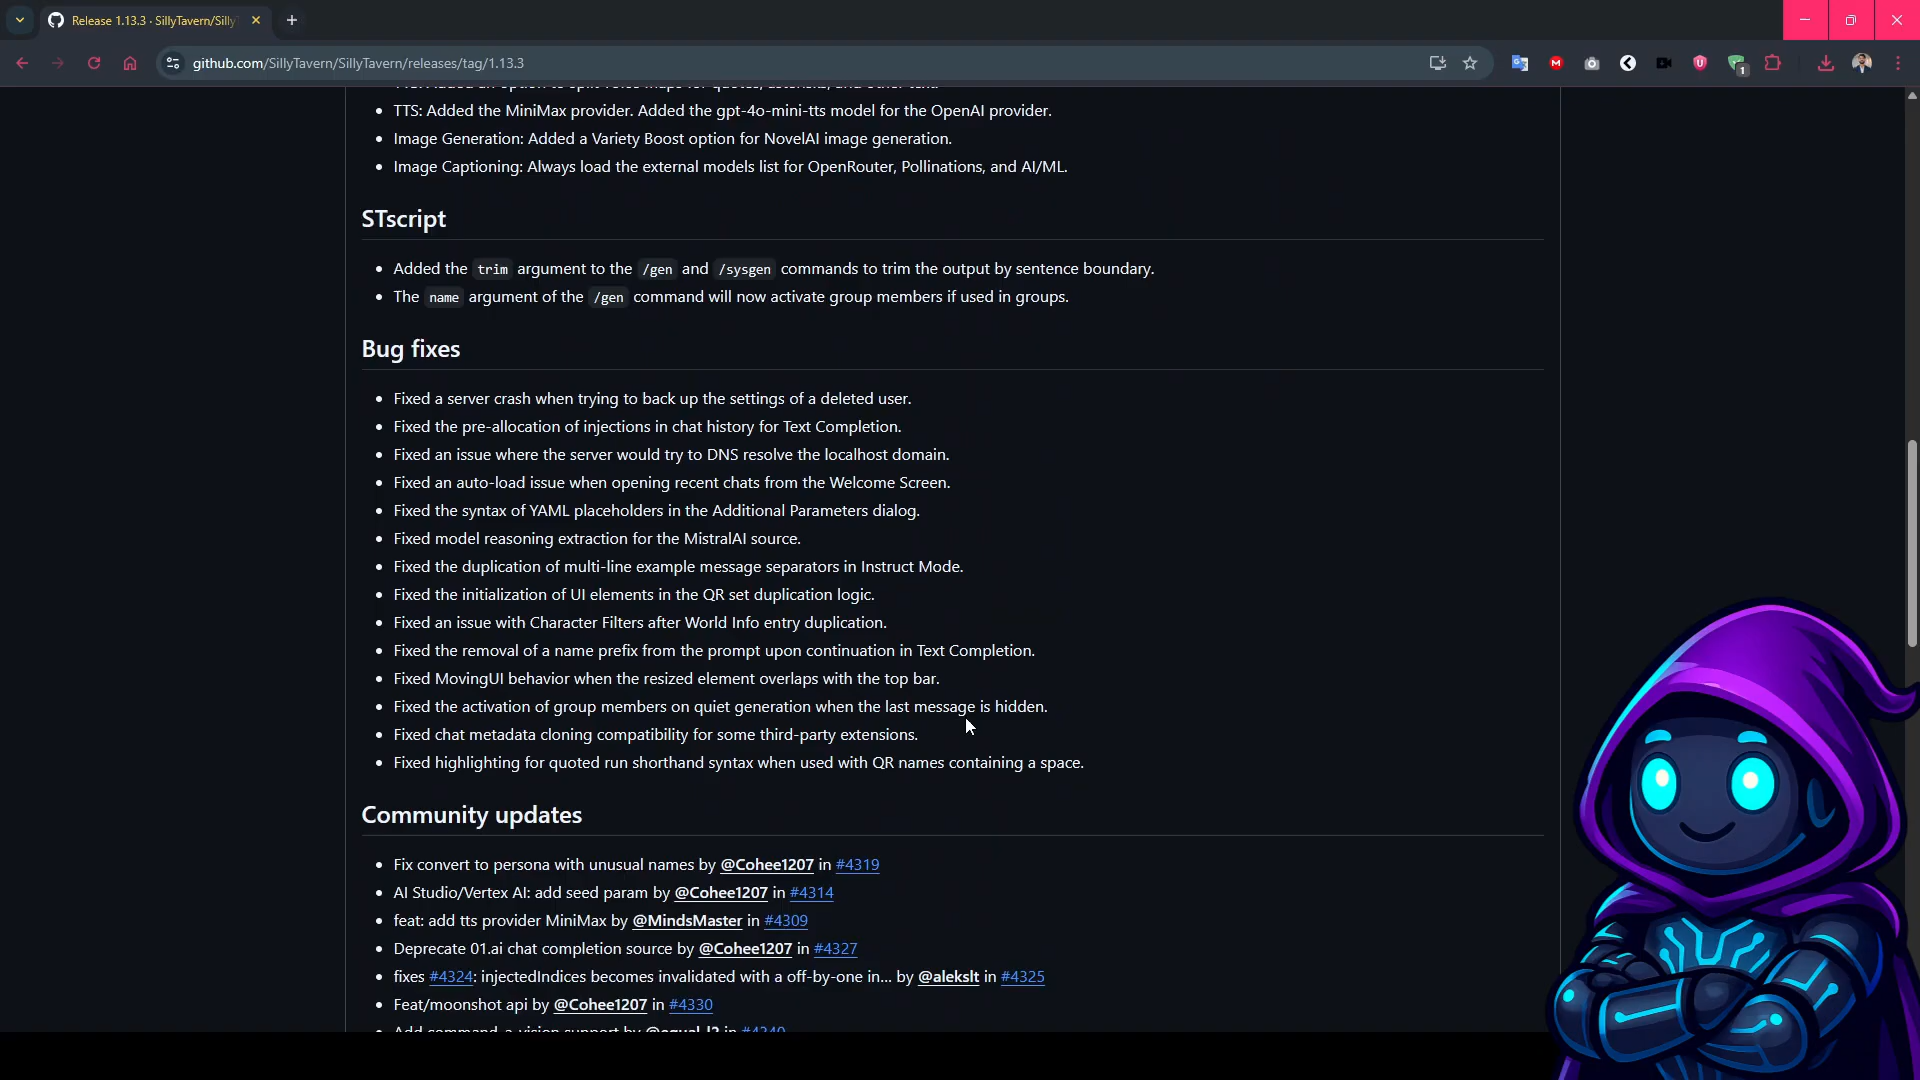 Release 1.13.3 · SillyTavern/Silly
github.com/SillyTavern/SillyTavern/releases/tag/1.13.3
TTS: Added the MiniMax provider. Added the gpt-4o-mini-tts model for the OpenAI provider.
Image Generation: Added a Variety Boost option for NovelAI image generation.
Image Captioning: Always load the external models list for OpenRouter, Pollinations, and AI/ML.
STscript
Added the trim argument to the /gen and /sysgen commands to trim the output by sentence boundary.
The name argument of the /gen command will now activate group members if used in groups.
Bug fixes
Fixed a server crash when trying to back up the settings of a deleted user.
Fixed the pre-allocation of injections in chat history for Text Completion.
Fixed an issue where the server would try to DNS resolve the localhost domain.
Fixed an auto-load issue when opening recent chats from the Welcome Screen.
Fixed the syntax of YAML placeholders in the Additional Parameters dialog.
Fixed model reasoning extraction for the MistralAI source.
Fixed the duplication of multi-line example message separators in Instruct Mode.
Fixed the initialization of UI elements in the QR set duplication logic.
Fixed an issue with Character Filters after World Info entry duplication.
Fixed the removal of a name prefix from the prompt upon continuation in Text Completion.
Fixed MovingUI behavior when the resized element overlaps with the top bar.
Fixed the activation of group members on quiet generation when the last message is hidden.
Fixed chat metadata cloning compatibility for some third-party extensions.
Fixed highlighting for quoted run shorthand syntax when used with QR names containing a space.
Community updates
Fix convert to persona with unusual names by @Cohee1207 in #4319
AI Studio/Vertex AI: add seed param by @Cohee1207 in #4314
feat: add tts provider MiniMax by @MindsMaster in #4309
Deprecate 01.ai chat completion source by @Cohee1207 in #4327
fixes #4324: injectedIndices becomes invalidated with a off-by-one in... by @aleksIt in #4325
Feat/moonshot api by @Cohee1207 in #4330